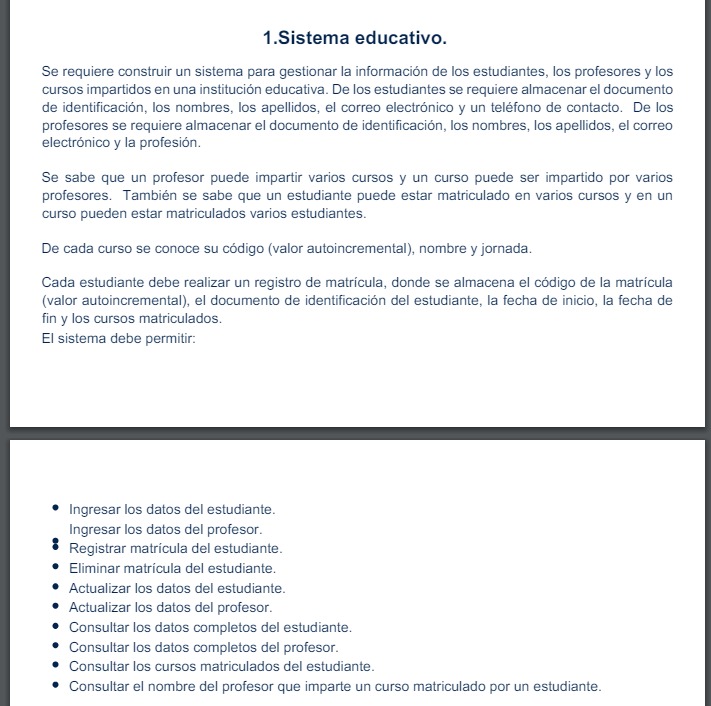 1.Sistema educativo.
Se requiere construir un sistema para gestionar la información de los estudiantes, los profesores y los
cursos impartidos en una institución educativa. De los estudiantes se requiere almacenar el documento
de identificación, los nombres, los apellidos, el correo electrónico y un teléfono de contacto. De los
profesores se requiere almacenar el documento de identificación, los nombres, los apellidos, el correo
electrónico y la profesión.
Se sabe que un profesor puede impartir varios cursos y un curso puede ser impartido por varios
profesores. También se sabe que un estudiante puede estar matriculado en varios cursos y en un
curso pueden estar matriculados varios estudiantes.
De cada curso se conoce su código (valor autoincremental), nombre y jornada.
Cada estudiante debe realizar un registro de matrícula, donde se almacena el código de la matrícula
(valor autoincremental), el documento de identificación del estudiante, la fecha de inicio, la fecha de
fin y los cursos matriculados.
El sistema debe permitir:
• Ingresar los datos del estudiante.
Ingresar los datos del profesor.
• Registrar matrícula del estudiante.
• Eliminar matrícula del estudiante.
• Actualizar los datos del estudiante.
• Actualizar los datos del profesor.
• Consultar los datos completos del estudiante.
• Consultar los datos completos del profesor.
• Consultar los cursos matriculados del estudiante.
• Consultar el nombre del profesor que imparte un curso matriculado por un estudiante.